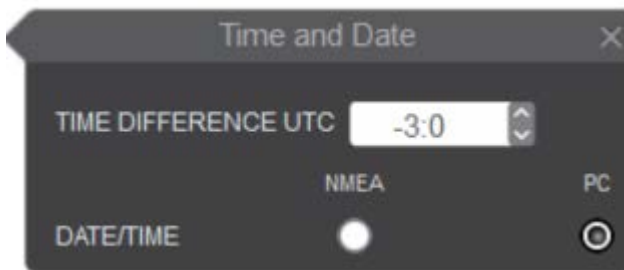 Time and Date
TIME DIFFERENCE UTC -3:0
NMEA PC
DATE/TIME